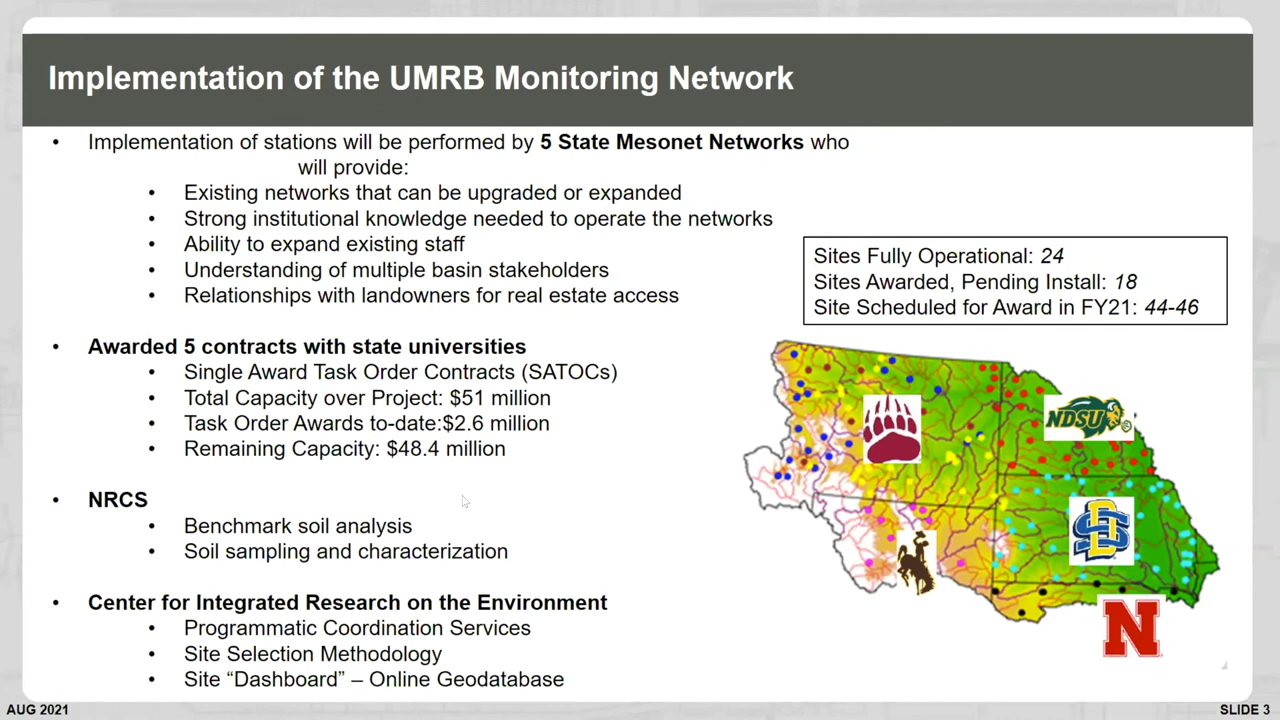 Implementation of the UMRB Monitoring Network
• Implementation of stations will be performed by 5 State Mesonet Networks who
will provide:
• Existing networks that can be upgraded or expanded
• Strong institutional knowledge needed to operate the networks
• Ability to expand existing staff
• Understanding of multiple basin stakeholders
• Relationships with landowners for real estate access
• Awarded 5 contracts with state universities
• Single Award Task Order Contracts (SATOCs)
• Total Capacity over Project: $51 million
• Task Order Awards to-date:$2.6 million
• Remaining Capacity: $48.4 million
• NRCS
• Benchmark soil analysis
• Soil sampling and characterization
• Center for Integrated Research on the Environment
• Programmatic Coordination Services
• Site Selection Methodology
• Site “Dashboard” – Online Geodatabase
Sites Fully Operational: 24
Sites Awarded, Pending Install: 18
Site Scheduled for Award in FY21: 44-46
NDSU
®
SD
N
AUG 2021
SLIDE 3